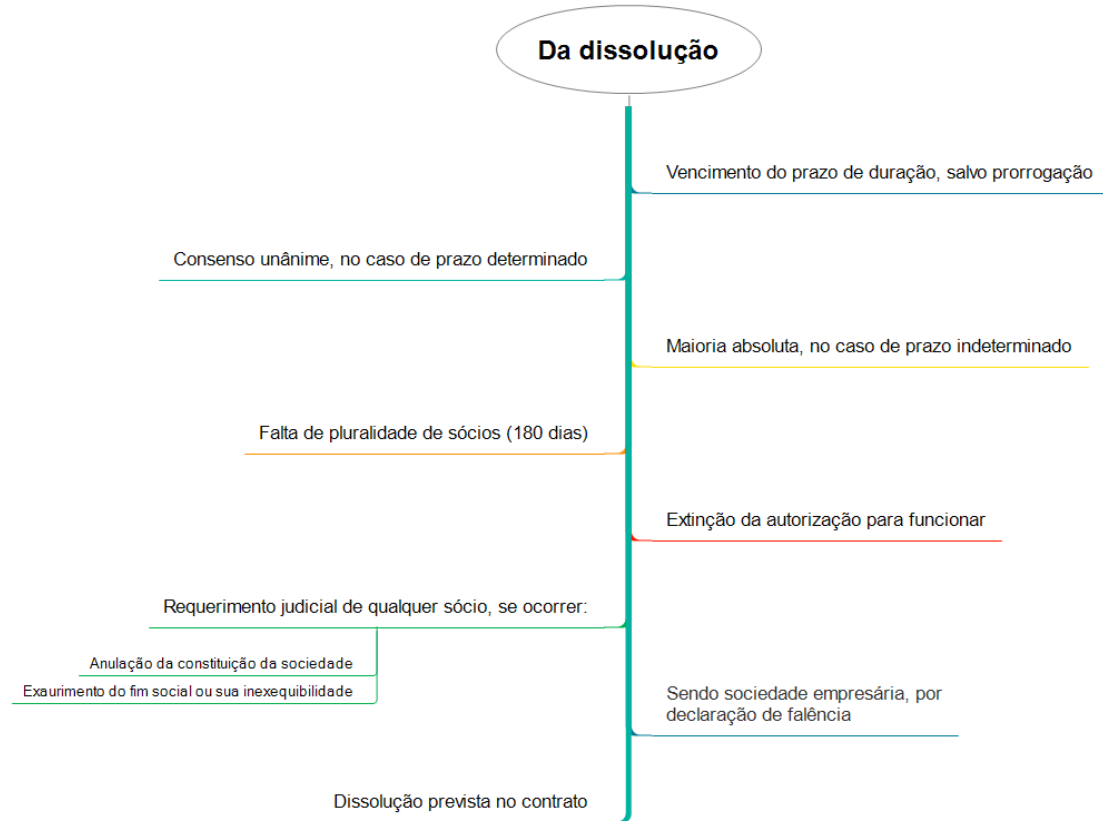 Da dissolução
Vencimento do prazo de duração, salvo prorrogação
Consenso unânime, no caso de prazo determinado
Maioria absoluta, no caso de prazo indeterminado
Falta de pluralidade de sócios (180 dias)
Extinção da autorização para funcionar
Requerimento judicial de qualquer sócio, se ocorrer:
Anulação da constituição da sociedade
Exaurimento do fim social ou sua inexequibilidade
Sendo sociedade empresária, por
declaração de falência
Dissolução prevista no contrato